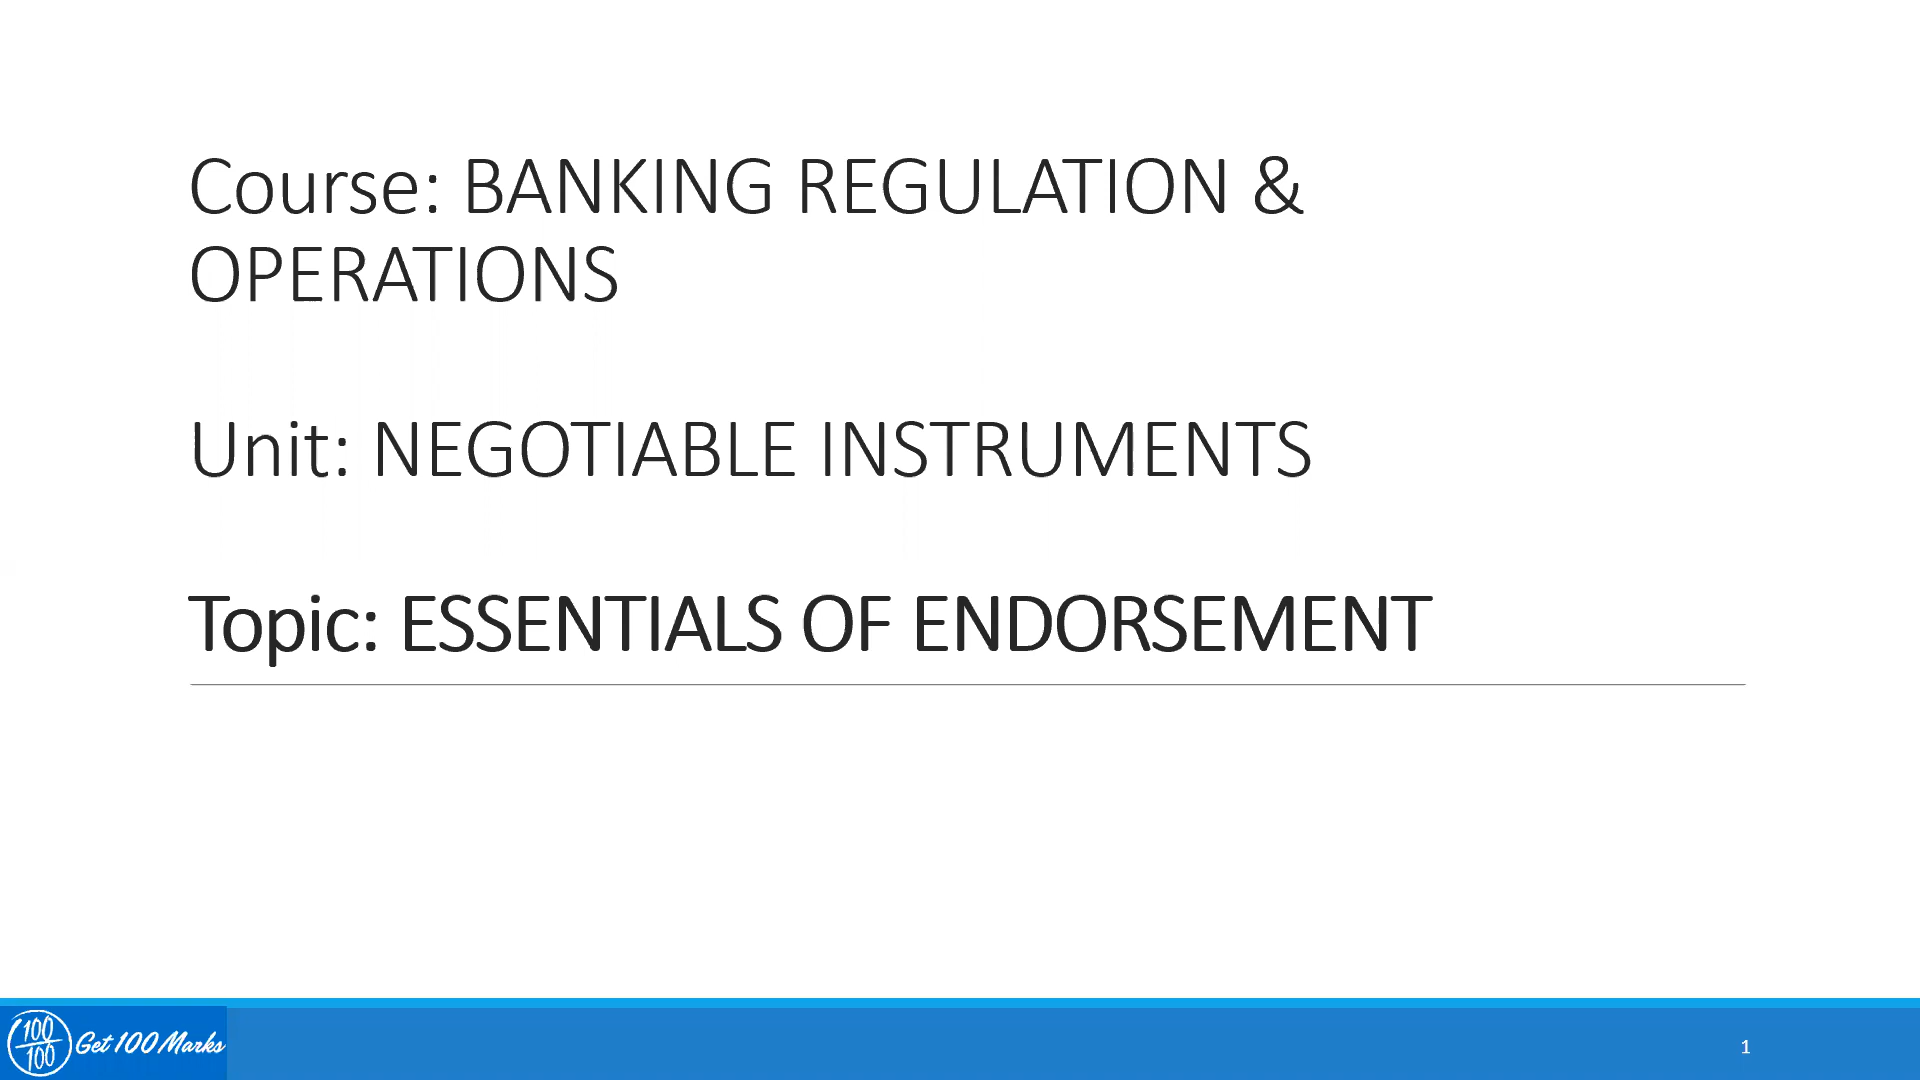 Course: BANKING REGULATION &
OPERATIONS
Unit: NEGOTIABLE INSTRUMENTS
Topic: ESSENTIALS OF ENDORSEMENT
100
100
Get 100 Marks
1